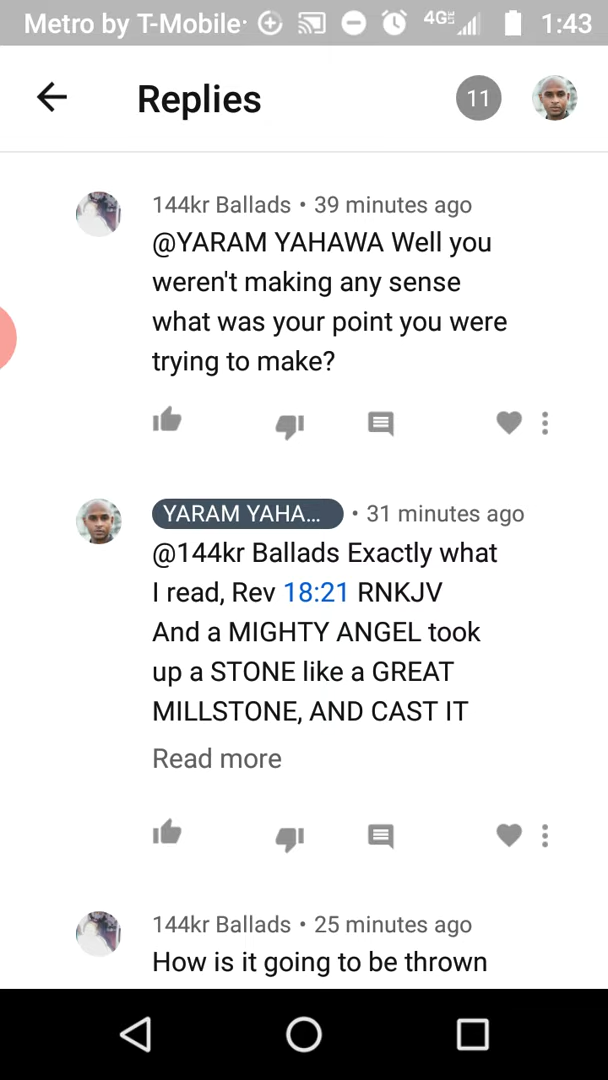 Metro by T-Mobile· 4G LTE 1:43
Replies 11
144kr Ballads • 39 minutes ago
@YARAM YAHAWA Well you
weren't making any sense
what was your point you were
trying to make?
YARAM YAHA... • 31 minutes ago
@144kr Ballads Exactly what
I read, Rev 18:21 RNKJV
And a MIGHTY ANGEL took
up a STONE like a GREAT
MILLSTONE, AND CAST IT
Read more
144kr Ballads • 25 minutes ago
How is it going to be thrown